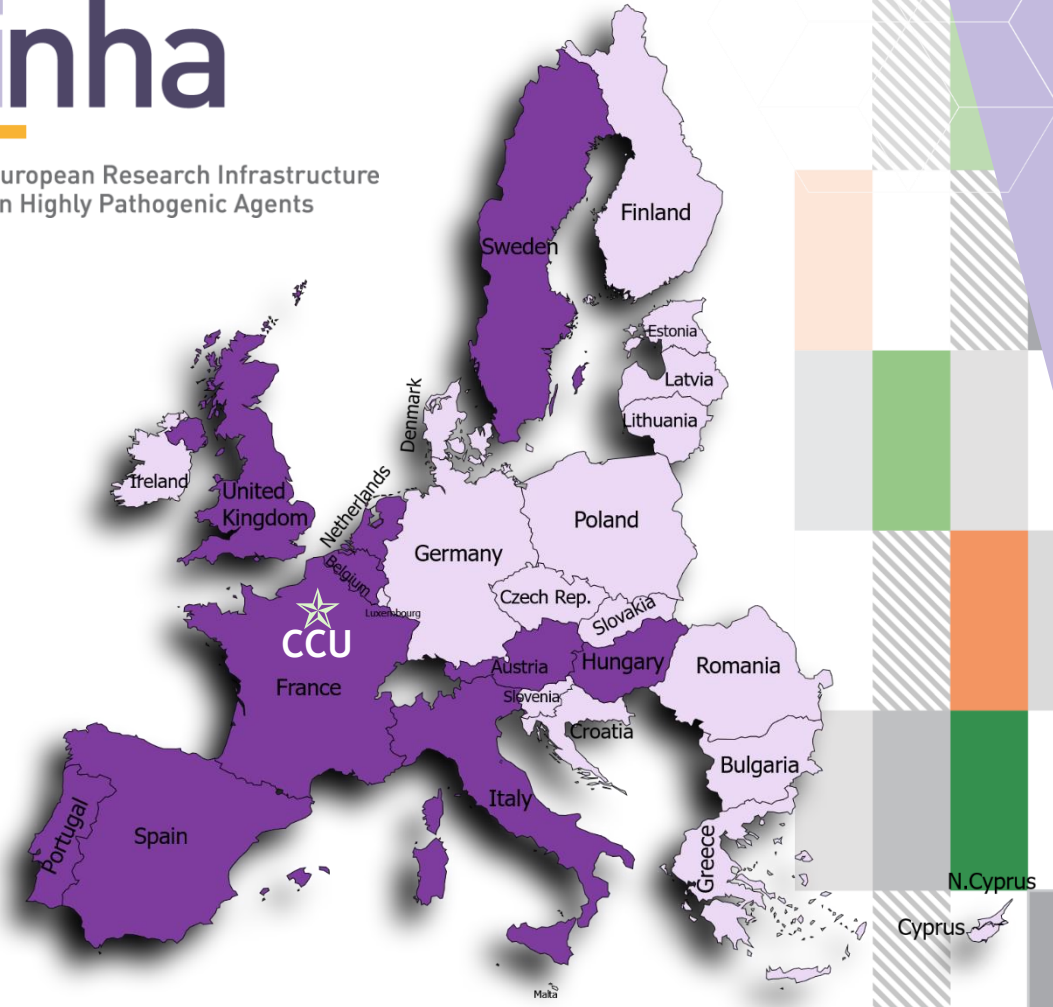 inha
uropean Research Infrastructure
n Highly Pathogenic Agents
Finland
Sweden
Estonia
Latvia
Lithuania
Denmark
Ireland
United
Kingdom
Netherlands
Belgium
Luxembourg
Germany
Poland
Czech Rep.
Slovakia
CCU
France
Austria
Hungary
Romania
Slovenia
Croatia
Bulgaria
Italy
Portugal
Spain
Greece
N.Cyprus
Cyprus
Malta